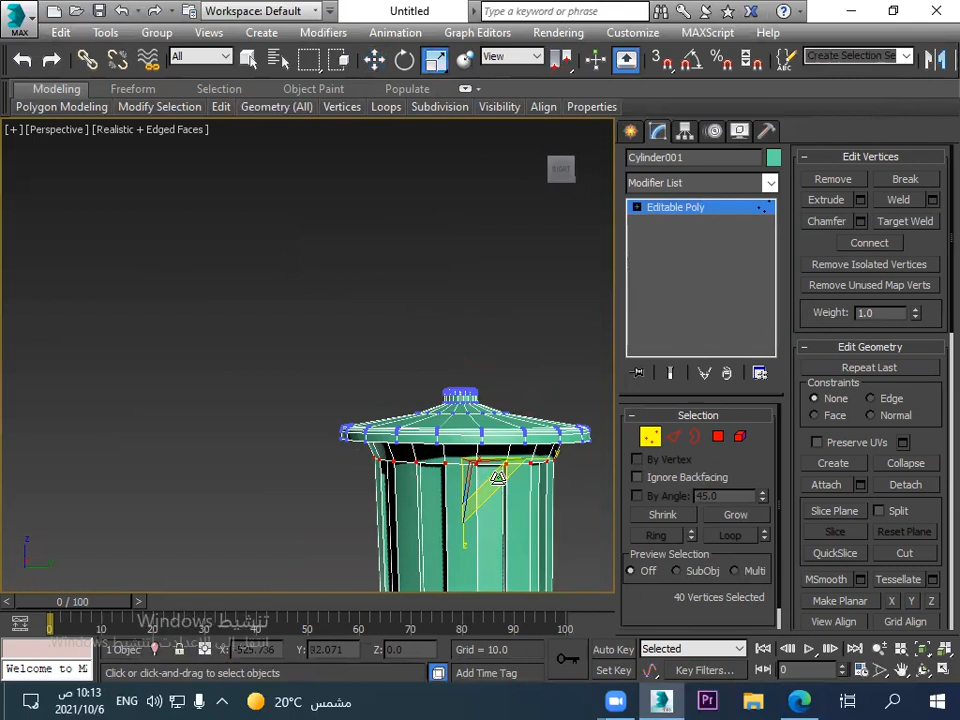 MAX
Workspace: Default
Untitled
Type a keyword or phrase
Edit Tools Group Views Create Modifiers Animation Graph Editors Rendering Customize MAXScript Help
All
View
3
Create Selection Se
Modeling Freeform Selection Object Paint Populate
Polygon Modeling Modify Selection Edit Geometry (All) Vertices Loops Subdivision Visibility Align Properties
[+] [Perspective] [Realistic + Edged Faces]
RIGHT
Cylinder001
Modifier List
Editable Poly
Edit Vertices
Remove Break
Extrude Weld
Chamfer Target Weld
Connect
Remove Isolated Vertices
Remove Unused Map Verts
Weight: 1.0
Edit Geometry
Repeat Last
Constraints
None Edge
Face Normal
Preserve UVs
Create Collapse
Attach Detach
Slice Plane Split
Slice Reset Plane
QuickSlice Cut
MSmooth Tessellate
Make Planar X Y Z
View Align Grid Align
Selection
By Vertex
Ignore Backfacing
By Angle: 45.0
Shrink Grow
Ring Loop
Preview Selection
Off SubObj Multi
40 Vertices Selected
z
0 / 100
0 10 20 30 40 50 60 70 80 90 100
تنشيط Windows
1 Objec X: -525.786 Y: 92.071 Z: 0.0 Grid = 10.0
Auto Key Selected
Welcome to M
Click or click-and-drag to select objects
Add Time Tag
Set Key Key Filters...
0
10:13 ص
2021/10/6
ENG
20°C مشمس
Pr
MAX